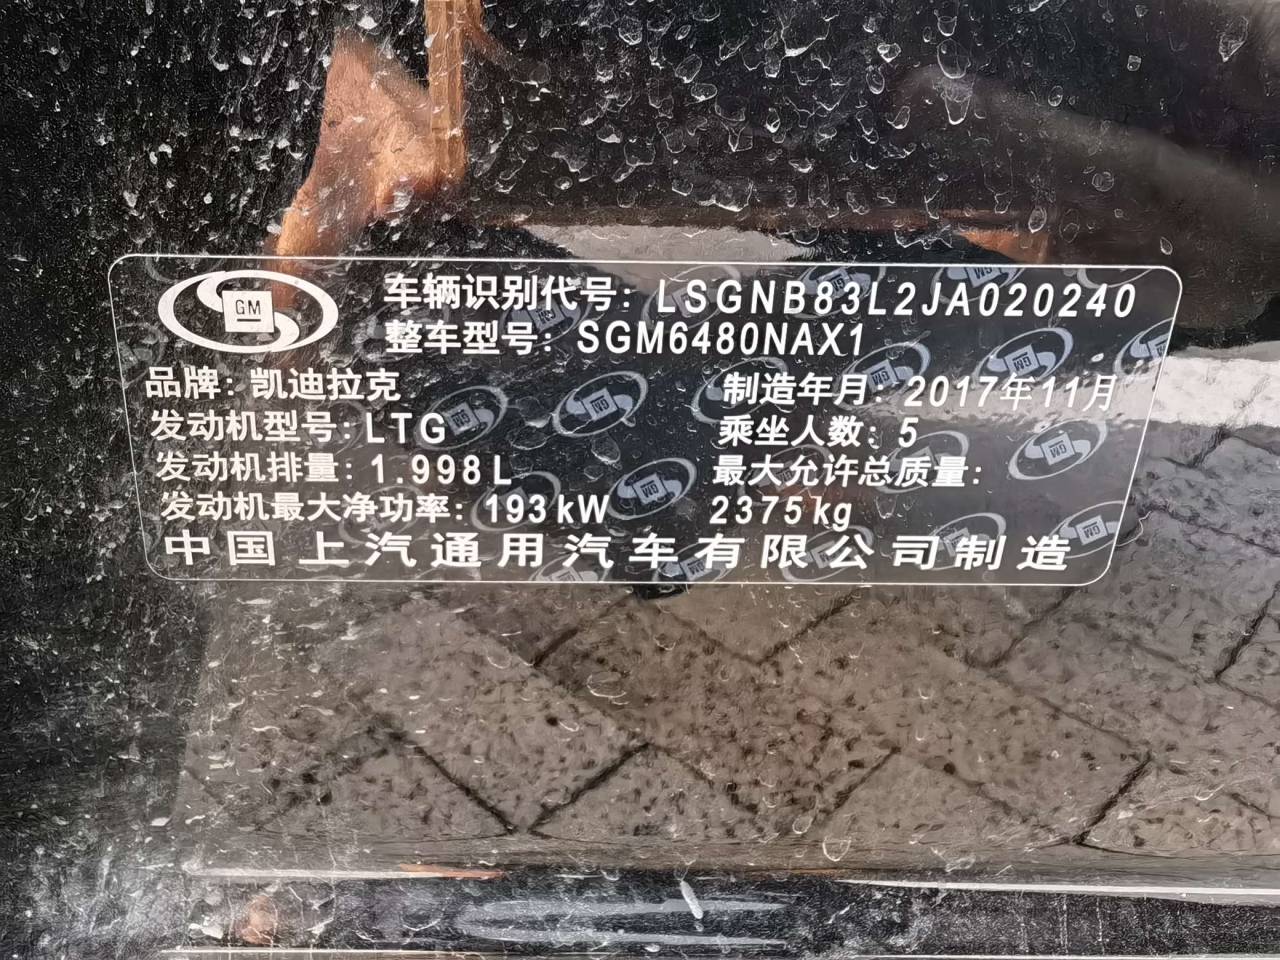 GM
车辆识别代号：LSGNB83L2JA020240
整车型号：SGM6480NAX1
品牌：凯迪拉克
制造年月：2017年11月
发动机型号：LTG
乘坐人数：5
发动机排量：1.998L
最大允许总质量：
发动机最大净功率：193kW
2375kg
中国上汽通用汽车有限公司制造